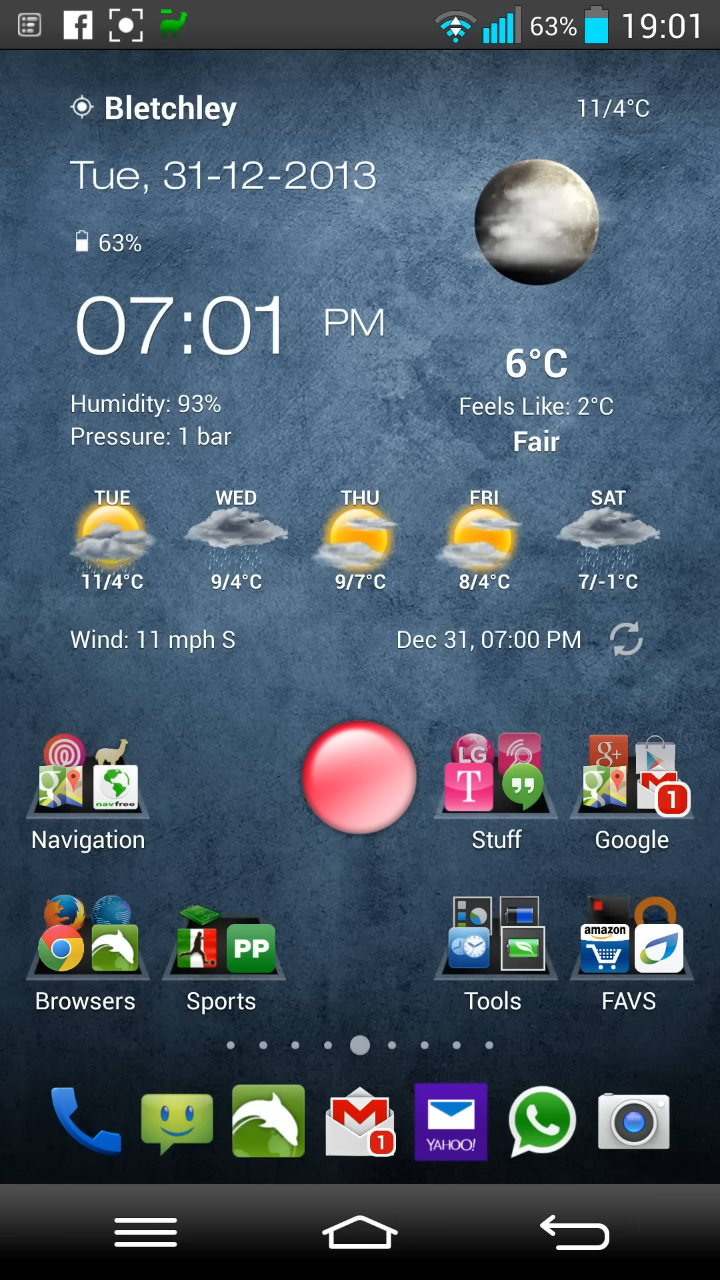 63% 19:01
Bletchley 11/4°C
Tue, 31-12-2013
63%
07:01 PM
6°C
Humidity: 93%
Feels Like: 2°C
Pressure: 1 bar
Fair
TUE WED THU FRI SAT
11/4°C 9/4°C 9/7°C 8/4°C 7/-1°C
Wind: 11 mph S Dec 31, 07:00 PM
LG g+
navfree T 1
Navigation Stuff Google
PP amazon
Browsers Sports Tools FAVS
1 YAHOO!